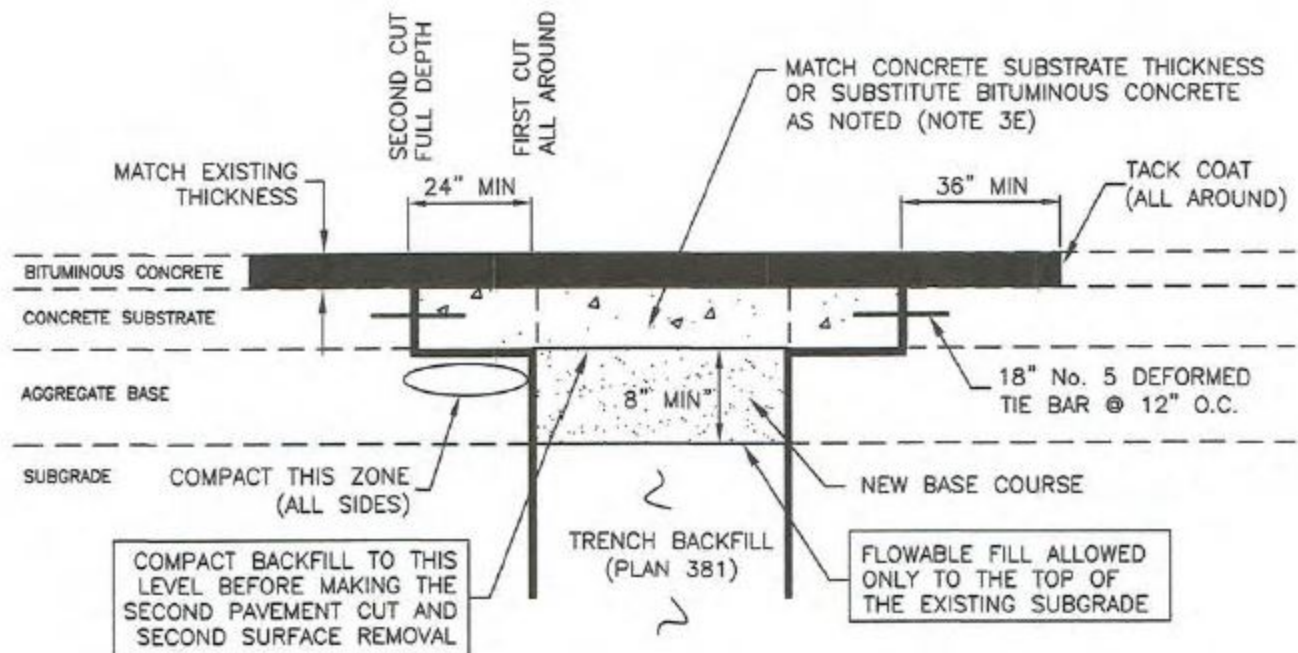 SECOND CUT
FULL DEPTH
FIRST CUT
ALL AROUND
MATCH CONCRETE SUBSTRATE THICKNESS
OR SUBSTITUTE BITUMINOUS CONCRETE
AS NOTED (NOTE 3E)
MATCH EXISTING
THICKNESS
24" MIN
36" MIN
TACK COAT
(ALL AROUND)
BITUMINOUS CONCRETE
CONCRETE SUBSTRATE
AGGREGATE BASE
8" MIN"
18" No. 5 DEFORMED
TIE BAR @ 12" O.C.
SUBGRADE
COMPACT THIS ZONE
(ALL SIDES)
NEW BASE COURSE
TRENCH BACKFILL
(PLAN 381)
COMPACT BACKFILL TO THIS
LEVEL BEFORE MAKING THE
SECOND PAVEMENT CUT AND
SECOND SURFACE REMOVAL
FLOWABLE FILL ALLOWED
ONLY TO THE TOP OF
THE EXISTING SUBGRADE